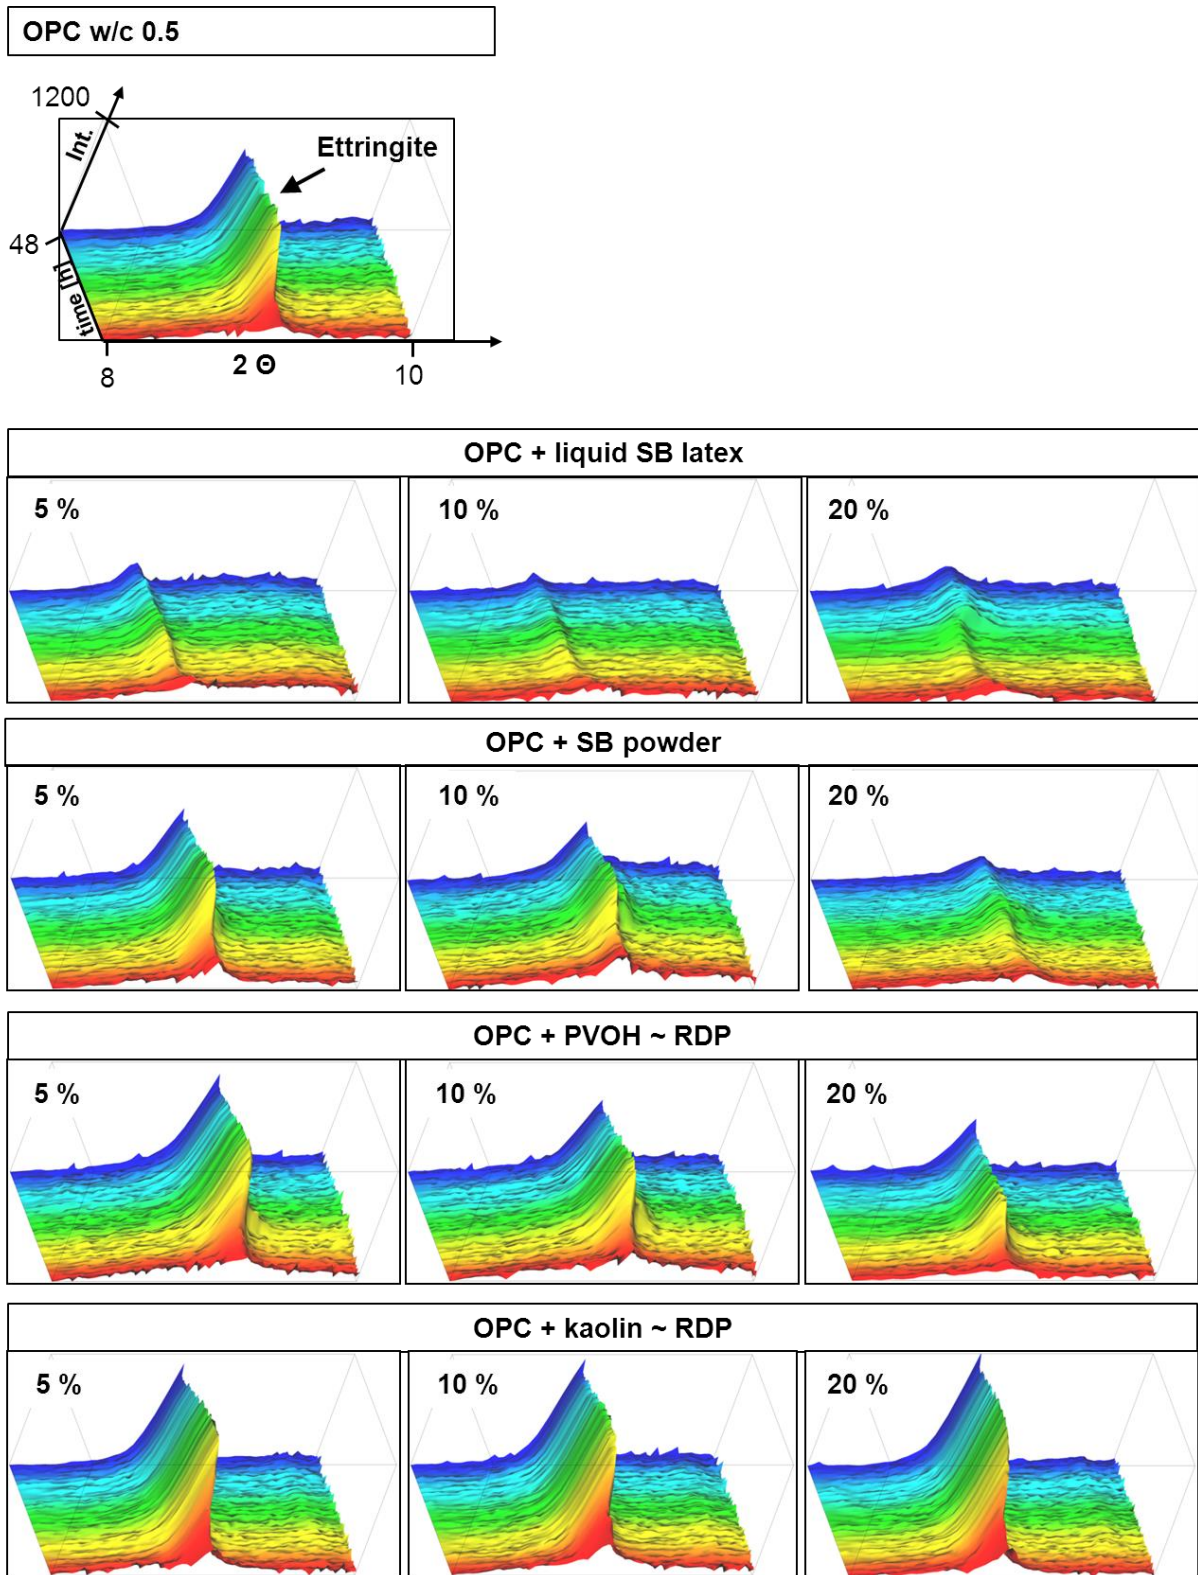 OPC w/c 0.5
1200
Int.
Ettringite
48
time [h]
2 Θ
8
10
OPC + liquid SB latex
5 %
10 %
20 %
OPC + SB powder
5 %
10 %
20 %
OPC + PVOH ~ RDP
5 %
10 %
20 %
OPC + kaolin ~ RDP
5 %
10 %
20 %